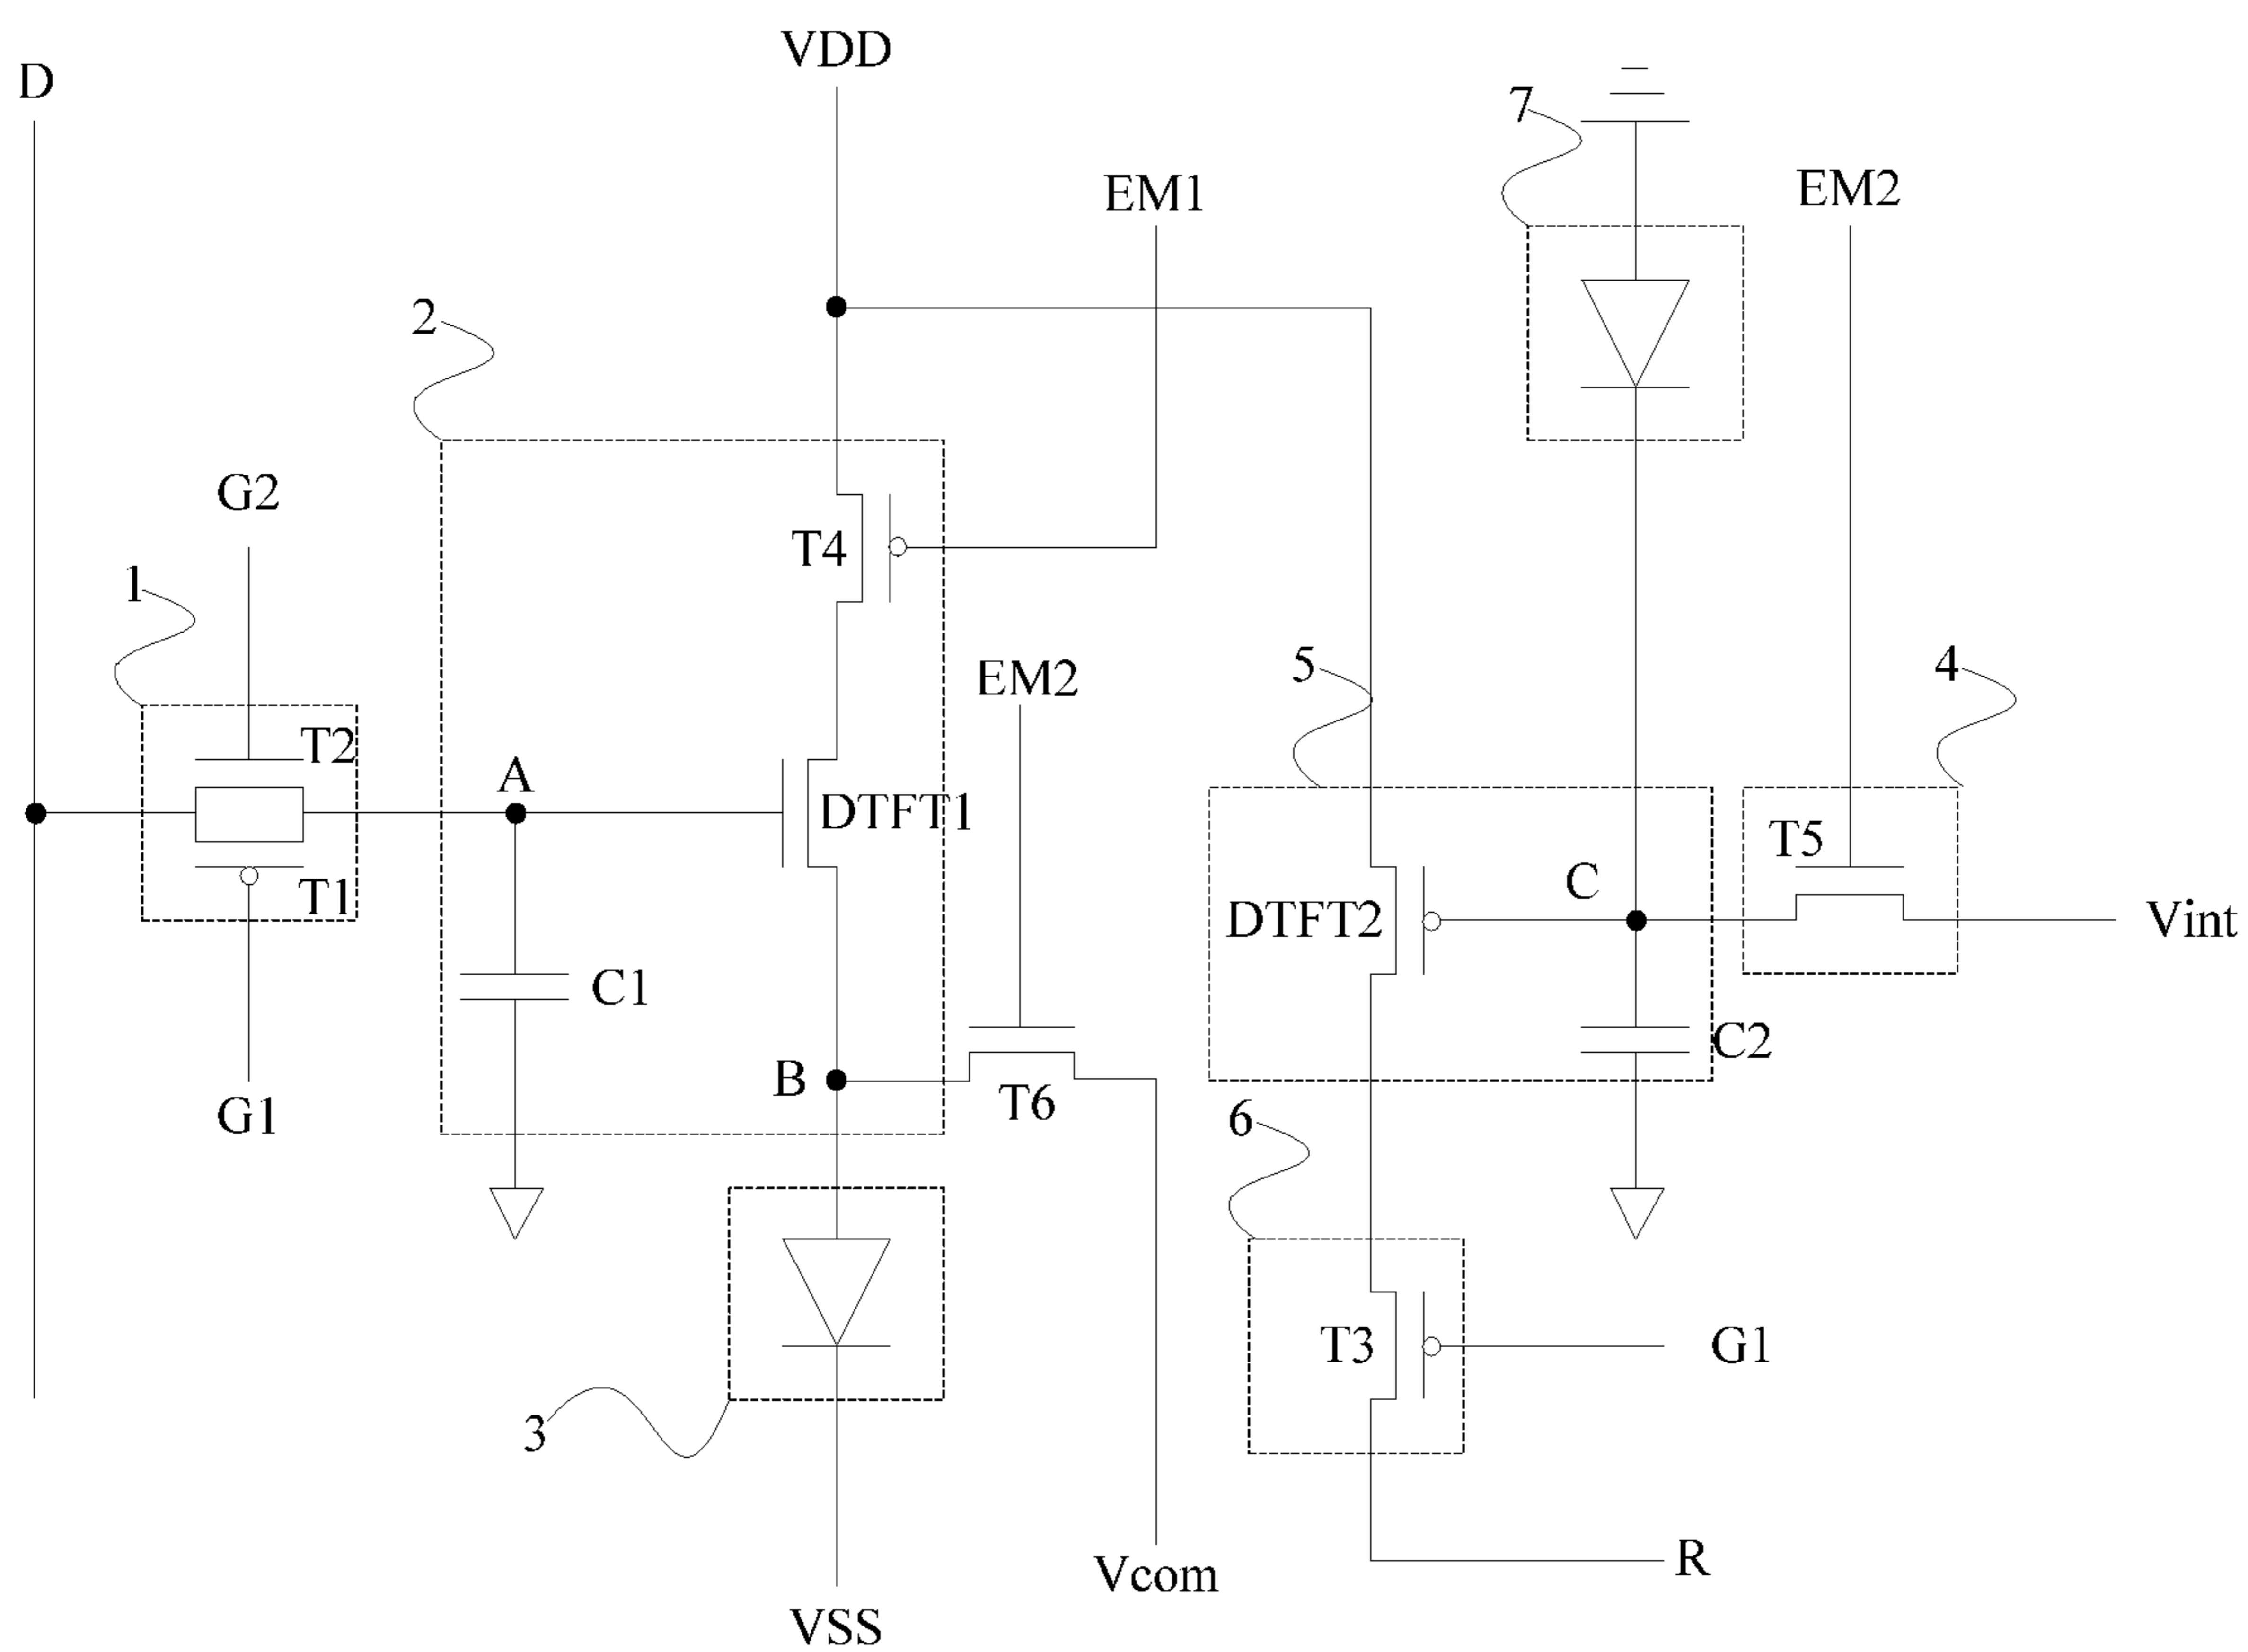 VDD
D
7
EM1
EM2
2
G2
T4
1
5
4
EM2
T2
A
DTFT1
T5
C
T1
DTFT2
Vint
C1
C2
B
T6
G1
6
T3
G1
3
R
Vcom
VSS